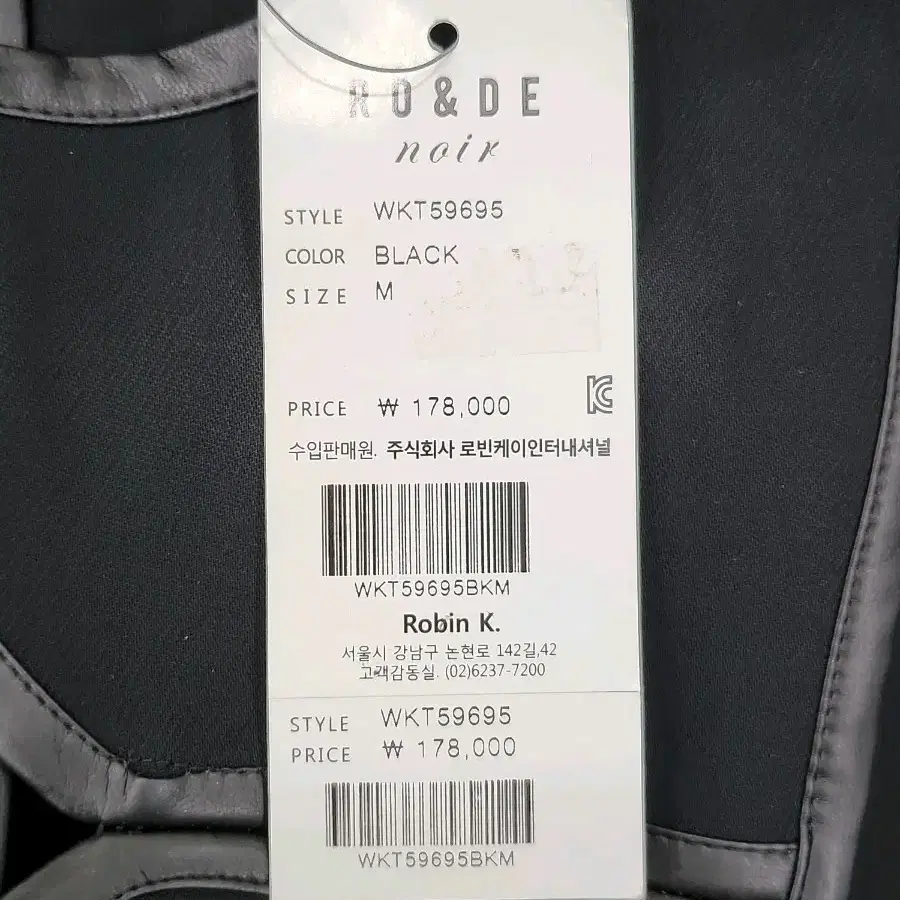 RO&DE
noir
STYLE WKT59695
COLOR BLACK
SIZE M
PRICE ₩ 178,000
수입판매원. 주식회사 로빈케이인터내셔널
WKT59695BKM
Robin K.
서울시 강남구 논현로 142길,42
고객감동실. (02)6237-7200
STYLE WKT59695
PRICE ₩ 178,000
WKT59695BKM